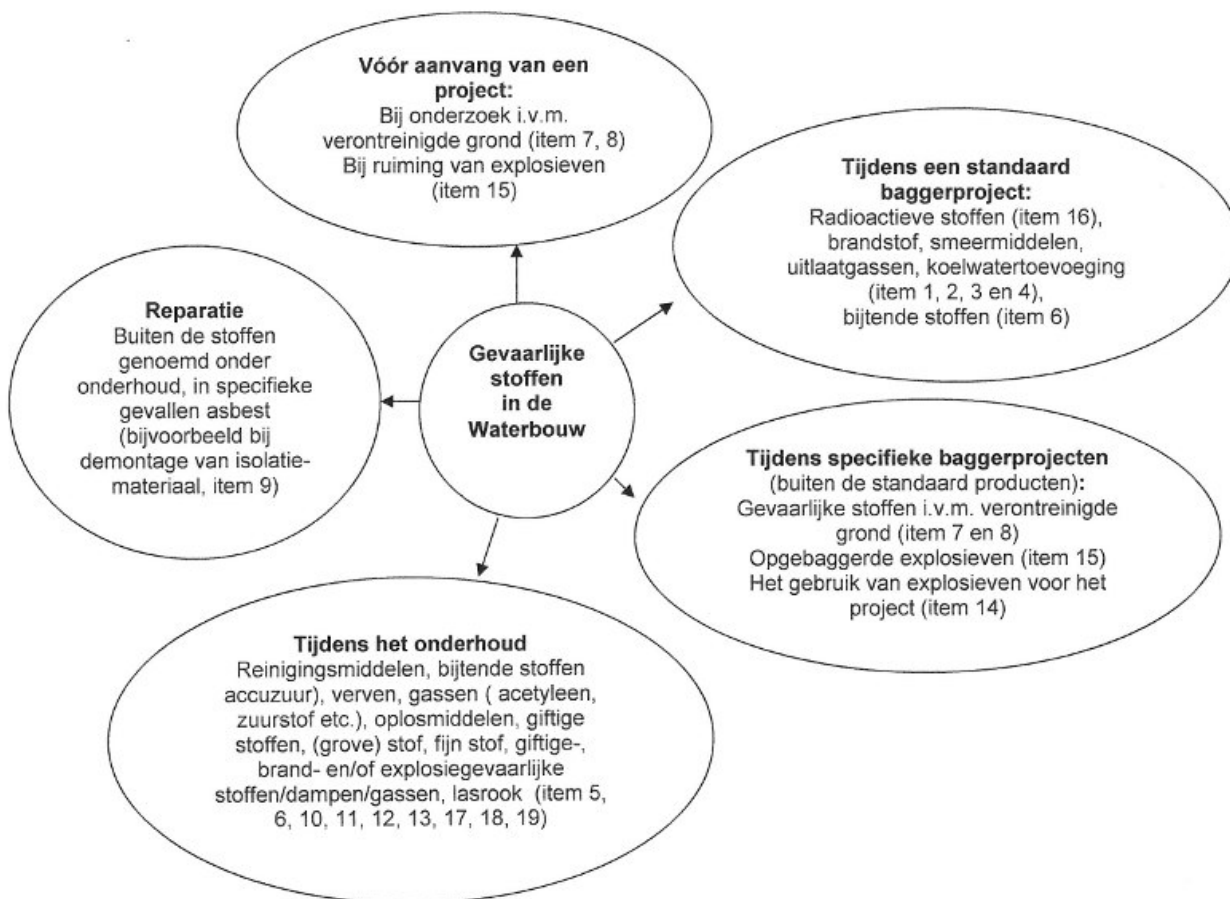 Vóór aanvang van een
project:
Bij onderzoek i.v.m.
verontreinigde grond (item 7, 8)
Bij ruiming van explosieven
(item 15)
Tijdens een standaard
baggerproject:
Radioactieve stoffen (item 16),
brandstof, smeermiddelen,
uitlaatgassen, koelwatertoevoeging
(item 1, 2, 3 en 4),
bijtende stoffen (item 6)
Reparatie
Buiten de stoffen
genoemd onder
onderhoud, in specifieke
gevallen asbest
(bijvoorbeeld bij
demontage van isolatie-
materiaal, item 9)
Gevaarlijke
stoffen
in de
Waterbouw
Tijdens specifieke baggerprojecten
(buiten de standaard producten):
Gevaarlijke stoffen i.v.m. verontreinigde
grond (item 7 en 8)
Opgebaggerde explosieven (item 15)
Het gebruik van explosieven voor het
project (item 14)
Tijdens het onderhoud
Reinigingsmiddelen, bijtende stoffen
accuzuur), verven, gassen ( acetyleen,
zuurstof etc.), oplosmiddelen, giftige
stoffen, (grove) stof, fijn stof, giftige-,
brand- en/of explosiegevaarlijke
stoffen/dampen/gassen, lasrook (item 5,
6, 10, 11, 12, 13, 17, 18, 19)